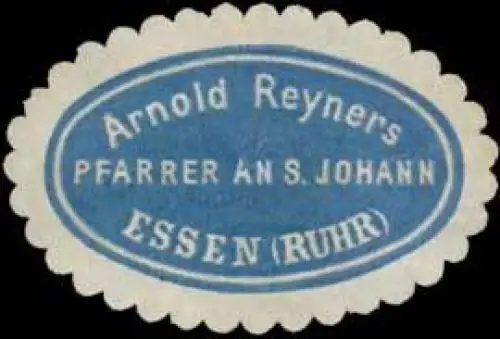 Arnold Reyners
PFARRER AN S. JOHANN
ESSEN (RUHR)